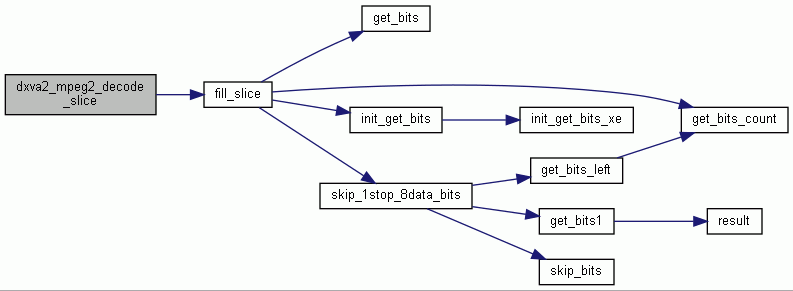 get_bits
dxva2_mpeg2_decode
_slice
fill_slice
init_get_bits
init_get_bits_xe
get_bits_count
get_bits_left
skip_1stop_8data_bits
get_bits1
result
skip_bits